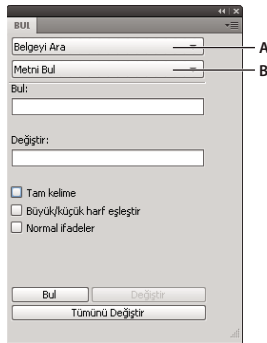 BUL
Belgeyi Ara
A
Metni Bul
B
Bul:
Değiştir:
Tam kelime
Büyük/küçük harf eşleştir
Normal ifadeler
Bul
Değiştir
Tümünü Değiştir